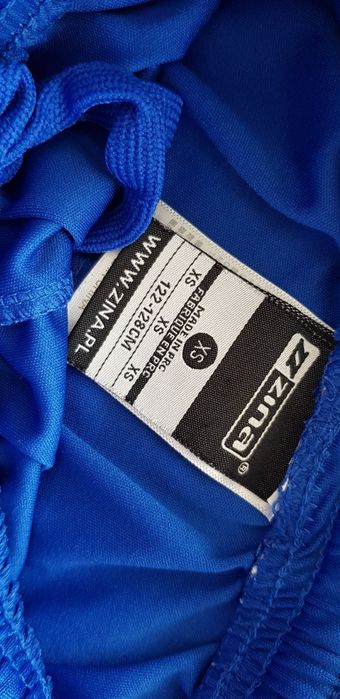 ZINA®
XS
MADE IN PRC
FABRIQUE EN PRC
XS
XS
122-128CM
XS
WWW.ZINA.PL